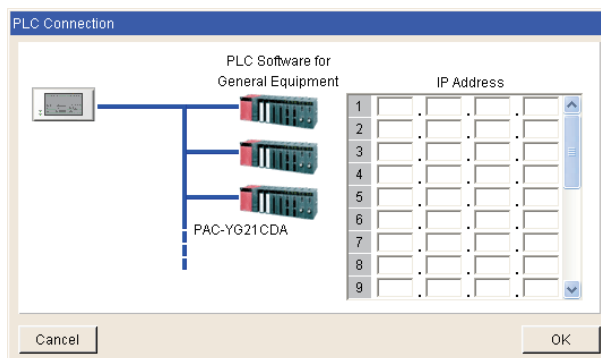 PLC Connection
PLC Software for
General Equipment
IP Address
1
2
3
4
5
6
7
8
9
PAC-YG21CDA
Cancel
OK